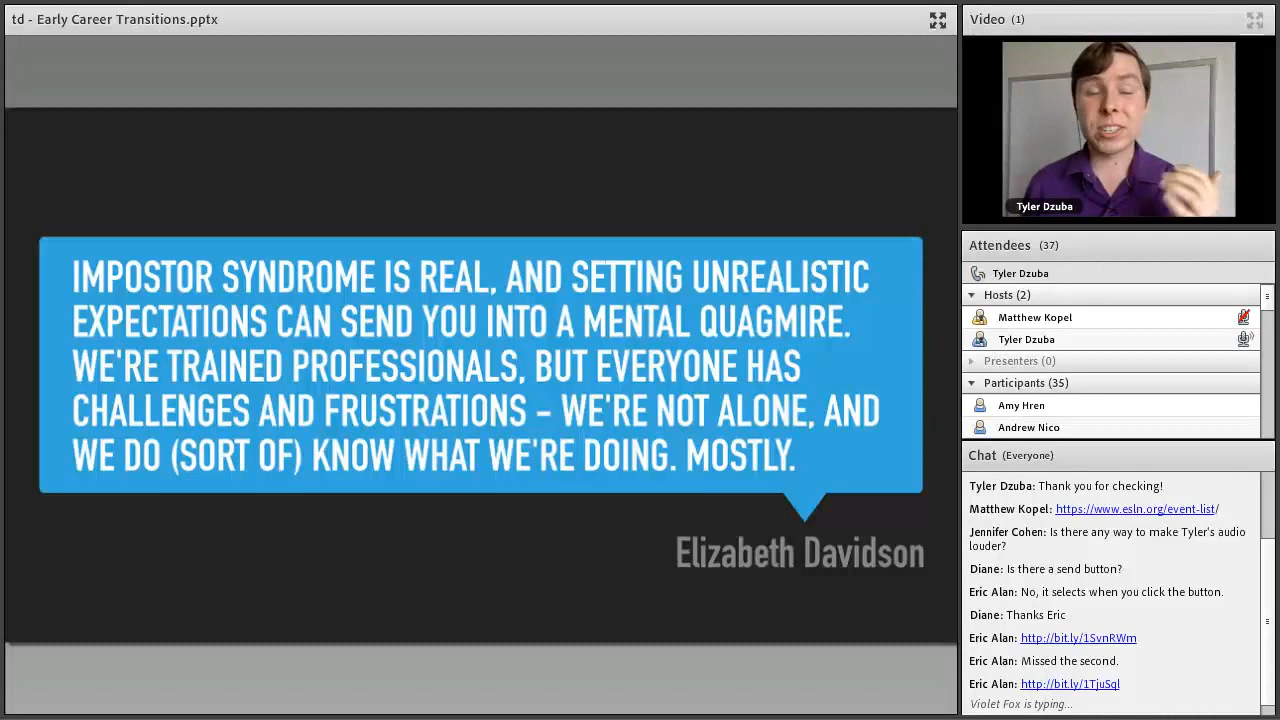 td - Early Career Transitions.pptx
IMPOSTOR SYNDROME IS REAL, AND SETTING UNREALISTIC
EXPECTATIONS CAN SEND YOU INTO A MENTAL QUAGMIRE.
WE'RE TRAINED PROFESSIONALS, BUT EVERYONE HAS
CHALLENGES AND FRUSTRATIONS – WE'RE NOT ALONE, AND
WE DO (SORT OF) KNOW WHAT WE'RE DOING. MOSTLY.
Elizabeth Davidson
Video (1)
Tyler Dzuba
Attendees (37)
Tyler Dzuba
Hosts (2)
Matthew Kopel
Tyler Dzuba
Presenters (0)
Participants (35)
Amy Hren
Andrew Nico
Chat (Everyone)
Tyler Dzuba: Thank you for checking!
Matthew Kopel: https://www.esln.org/event-list/
Jennifer Cohen: Is there any way to make Tyler's audio
louder?
Diane: Is there a send button?
Eric Alan: No, it selects when you click the button.
Diane: Thanks Eric
Eric Alan: http://bit.ly/1SvnRWm
Eric Alan: Missed the second.
Eric Alan: http://bit.ly/1TjuSql
Violet Fox is typing...